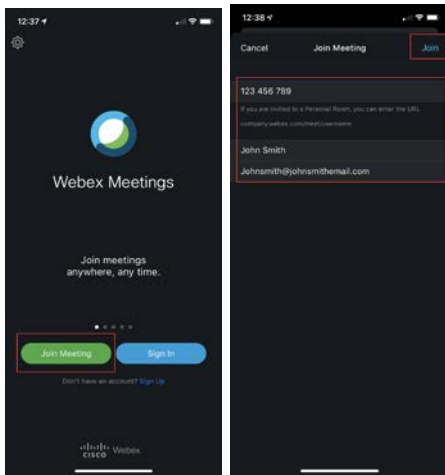 12:37
Webex Meetings
Join meetings
anywhere, any time.
Join Meeting
Sign In
Don't have an account? Sign Up
CISCO Webex
12:38
Cancel
Join Meeting
Join
123 456 789
If you are invited to a Personal Room, you can enter the URL
company.webex.com/meet/username
John Smith
Johnsmith@johnsmithemail.com